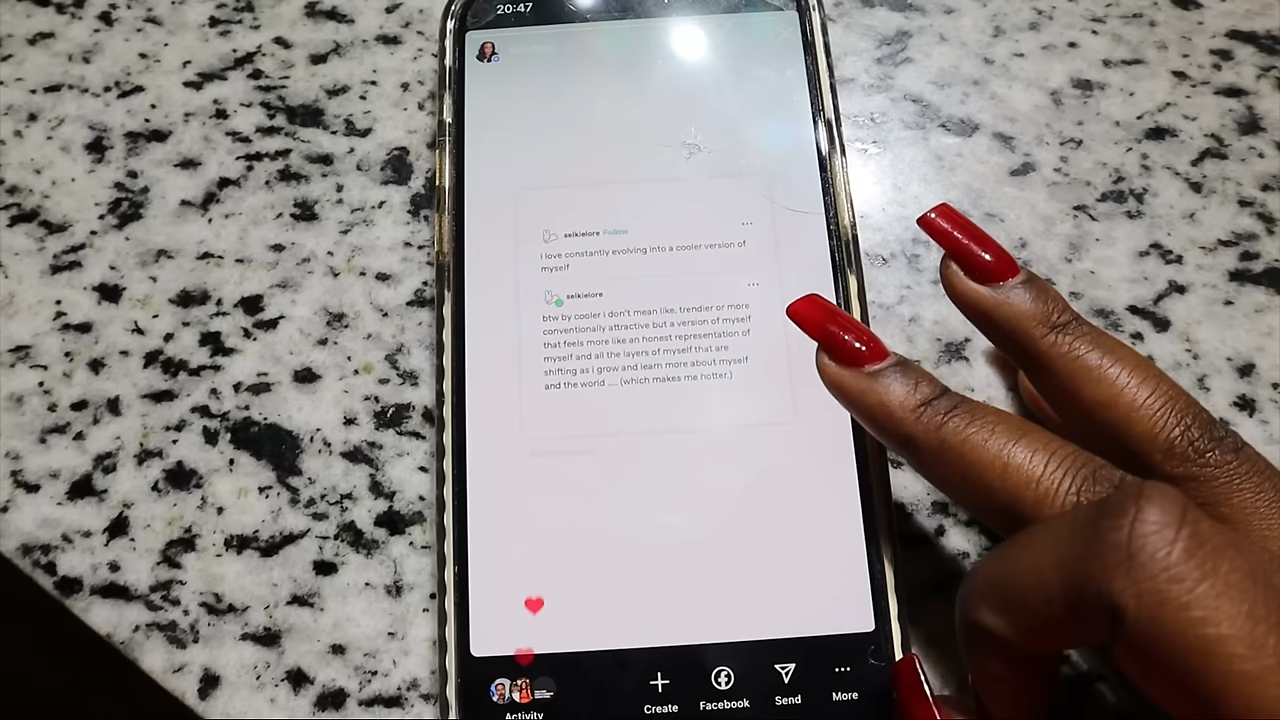 20:47
selkielore Follow
i love constantly evolving into a cooler version of
myself
selkielore
btw by cooler i don't mean like, trendier or more
conventionally attractive but a version of myself
that feels more like an honest representation of
myself and all the layers of myself that are
shifting as i grow and learn more about myself
and the world .... (which makes me hotter.)
Activity
Create
Facebook
Send
More